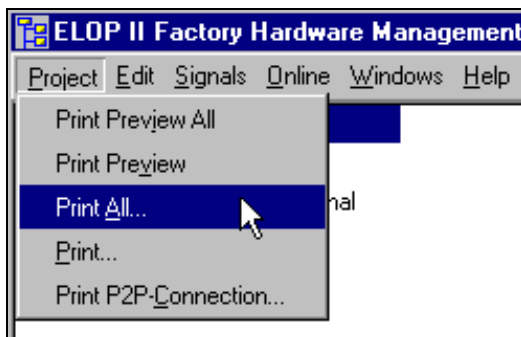 ELOP II Factory Hardware Management
Project Edit Signals Online Windows Help
Print Preview All
Print Preview
Print All...
nal
Print...
Print P2P-Connection...